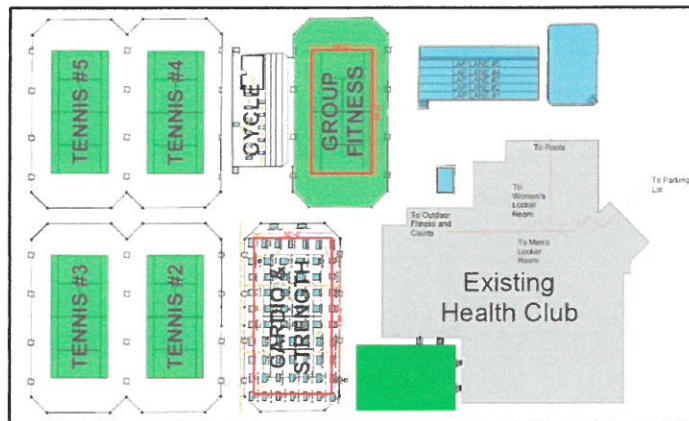 TENNIS #5
TENNIS #4
CYCLE
GROUP
FITNESS
To Pools
To
Women's
Locker
Room
To Parking
Lot
To Outdoor
Fitness and
Courts
To Men's
Locker
Room
Existing
Health Club
TENNIS #3
TENNIS #2
CARDIO &
STRENGTH